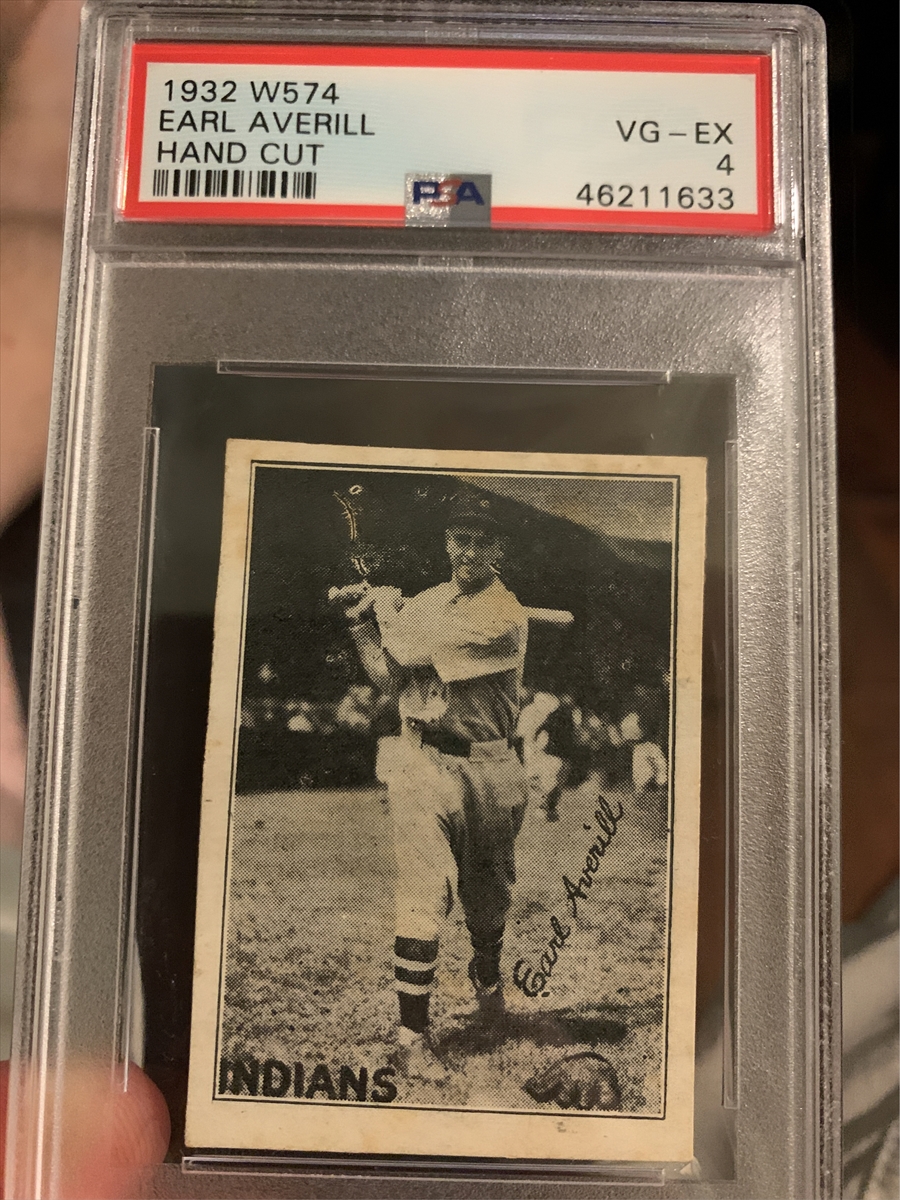 1932 W574
EARL AVERILL
HAND CUT
VG-EX
4
46211633
PSA
Earl Averill
INDIANS